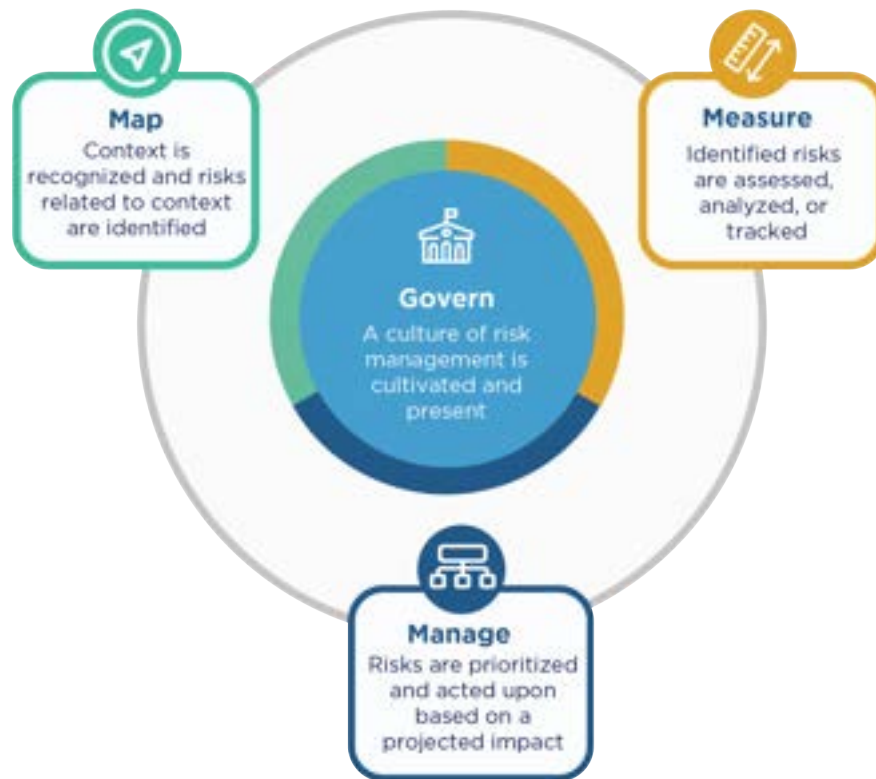 Map
Context is
recognized and risks
related to context
are identified
Measure
Identified risks
are assessed,
analyzed, or
tracked
Govern
A culture of risk
management is
cultivated and
present
Manage
Risks are prioritized
and acted upon
based on a
projected impact